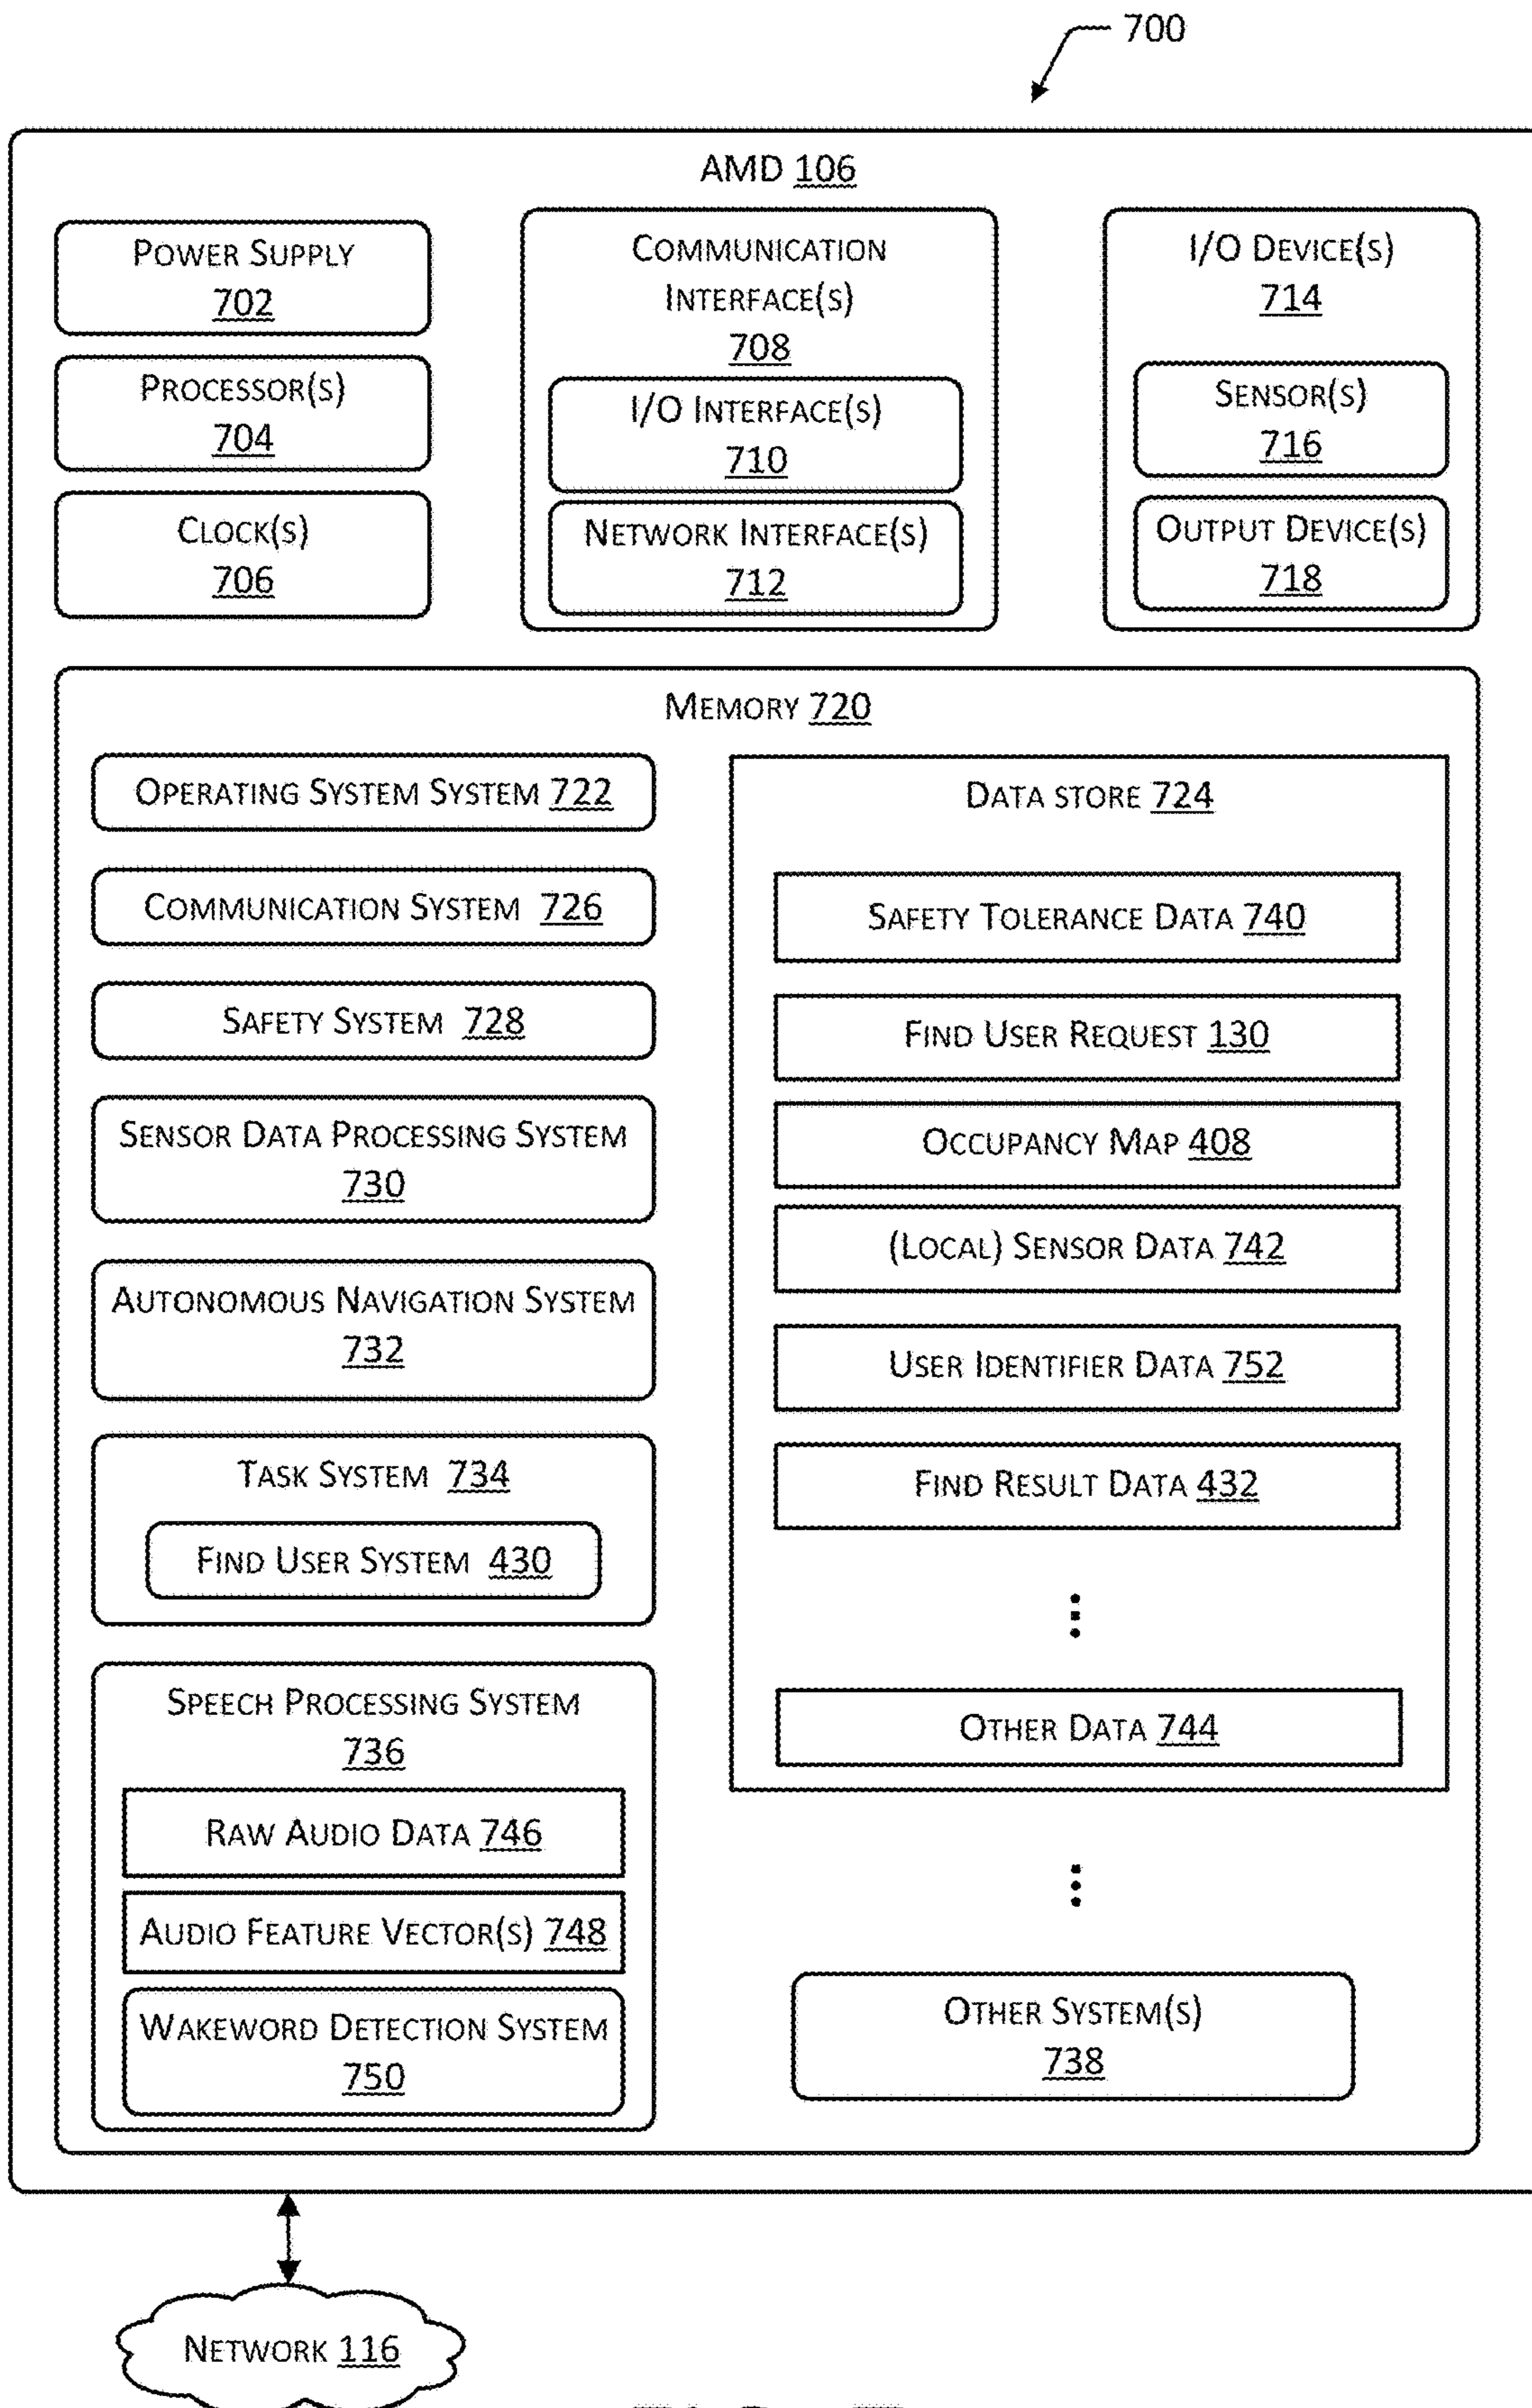 700
AMD 106
POWER SUPPLY
702
PROCESSOR(S)
704
CLOCK(S)
706
COMMUNICATION
INTERFACE(S)
708
I/O INTERFACE(S)
710
NETWORK INTERFACE(S)
712
I/O DEVICE(S)
714
SENSOR(S)
716
OUTPUT DEVICE(S)
718
MEMORY 720
OPERATING SYSTEM SYSTEM 722
COMMUNICATION SYSTEM 726
SAFETY SYSTEM 728
SENSOR DATA PROCESSING SYSTEM
730
AUTONOMOUS NAVIGATION SYSTEM
732
TASK SYSTEM 734
FIND USER SYSTEM 430
SPEECH PROCESSING SYSTEM
736
RAW AUDIO DATA 746
AUDIO FEATURE VECTOR(S) 748
WAKEWORD DETECTION SYSTEM
750
DATA STORE 724
SAFETY TOLERANCE DATA 740
FIND USER REQUEST 130
OCCUPANCY MAP 408
(LOCAL) SENSOR DATA 742
USER IDENTIFIER DATA 752
FIND RESULT DATA 432
OTHER DATA 744
OTHER SYSTEM(S)
738
NETWORK 116